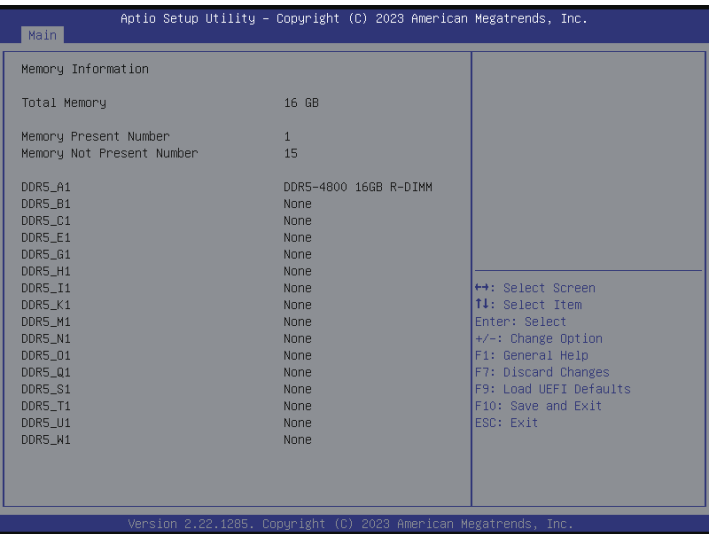 Aptio Setup Utility – Copyright (C) 2023 American Megatrends, Inc.
Main
Memory Information
Total Memory 16 GB
Memory Present Number 1
Memory Not Present Number 15
DDR5_A1 DDR5-4800 16GB R-DIMM
DDR5_B1 None
DDR5_C1 None
DDR5_E1 None
DDR5_G1 None
DDR5_H1 None
DDR5_I1 None
DDR5_K1 None
DDR5_M1 None
DDR5_N1 None
DDR5_O1 None
DDR5_Q1 None
DDR5_S1 None
DDR5_T1 None
DDR5_U1 None
DDR5_W1 None
↔: Select Screen
↑↓: Select Item
Enter: Select
+/-: Change Option
F1: General Help
F7: Discard Changes
F9: Load UEFI Defaults
F10: Save and Exit
ESC: Exit
Version 2.22.1285. Copyright (C) 2023 American Megatrends, Inc.